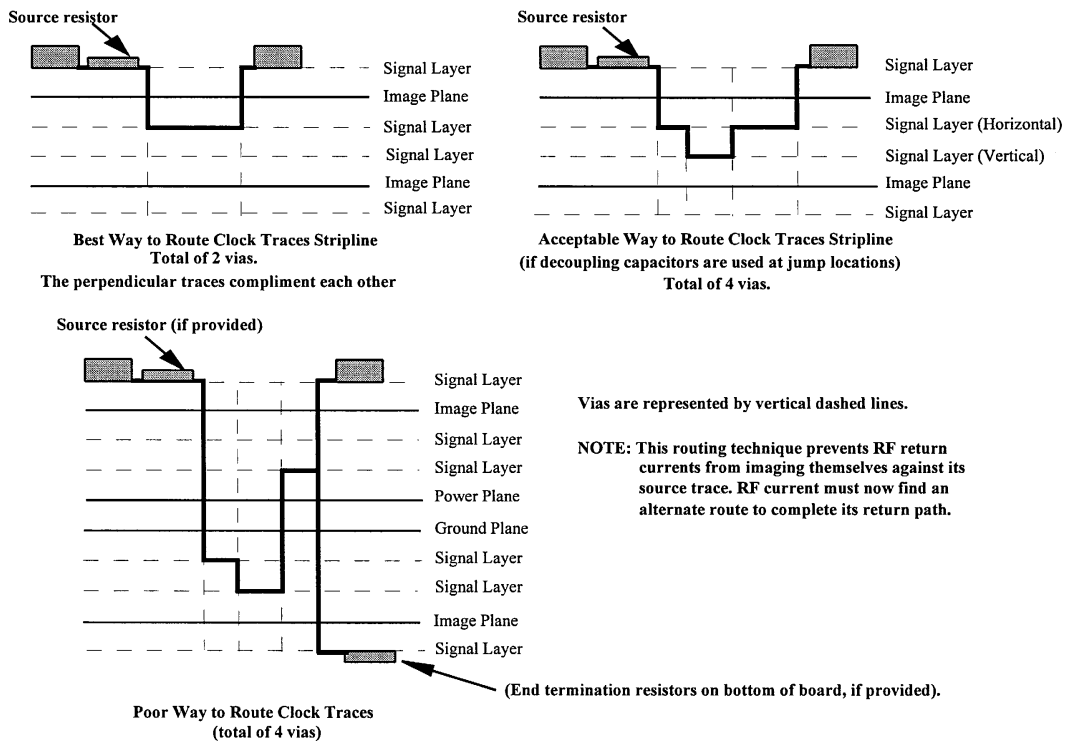 Source resistor
Signal Layer
Image Plane
Signal Layer
Signal Layer
Image Plane
Signal Layer
Best Way to Route Clock Traces Stripline
Total of 2 vias.
The perpendicular traces compliment each other
Source resistor
Signal Layer
Image Plane
Signal Layer (Horizontal)
Signal Layer (Vertical)
Image Plane
Signal Layer
Acceptable Way to Route Clock Traces Stripline
(if decoupling capacitors are used at jump locations)
Total of 4 vias.
Source resistor (if provided)
Signal Layer
Image Plane
Signal Layer
Signal Layer
Power Plane
Ground Plane
Signal Layer
Signal Layer
Image Plane
Signal Layer
(End termination resistors on bottom of board, if provided).
Poor Way to Route Clock Traces
(total of 4 vias)
Vias are represented by vertical dashed lines.
NOTE: This routing technique prevents RF return
currents from imaging themselves against its
source trace. RF current must now find an
alternate route to complete its return path.